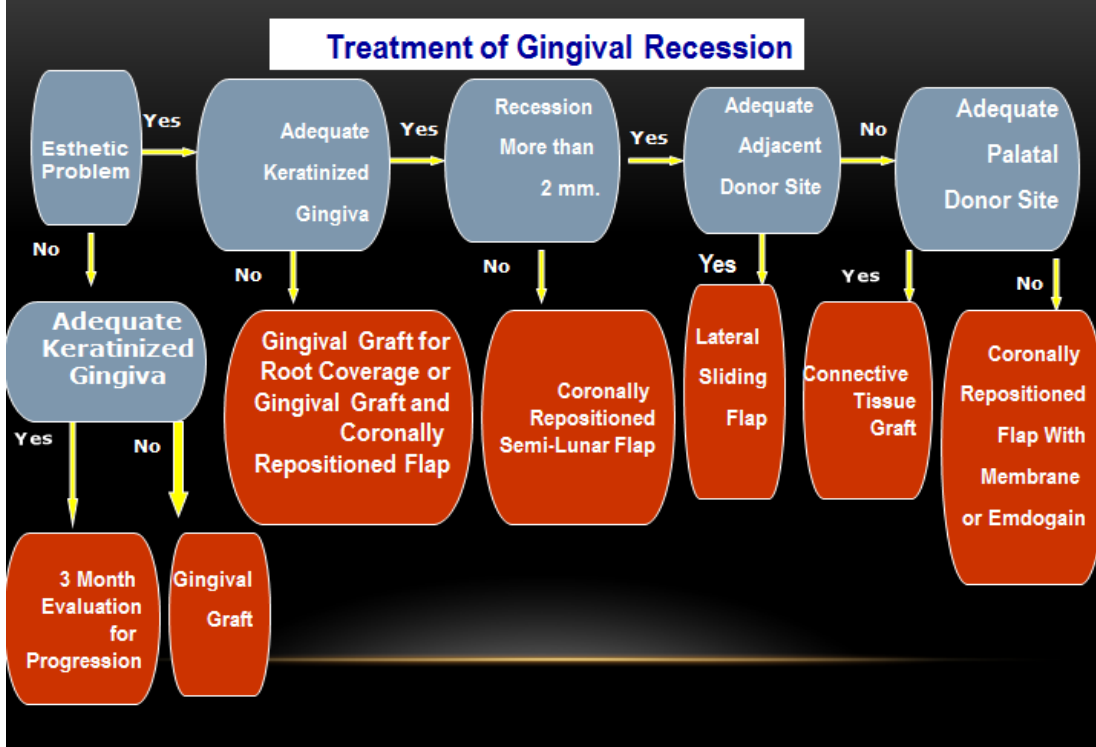 Treatment of Gingival Recession
Esthetic
Problem
Yes
Adequate
Keratinized
Gingiva
Yes
Recession
More than
2 mm.
Yes
Adequate
Adjacent
Donor Site
No
Adequate
Palatal
Donor Site
No
No
No
Yes
Yes
No
Adequate
Keratinized
Gingiva
Gingival Graft for
Root Coverage or
Gingival Graft and
Coronally
Repositioned Flap
Coronally
Repositioned
Semi-Lunar Flap
Lateral
Sliding
Flap
Connective
Tissue
Graft
Coronally
Repositioned
Flap With
Membrane
or Emdogain
Yes
No
3 Month
Evaluation
for
Progression
Gingival
Graft